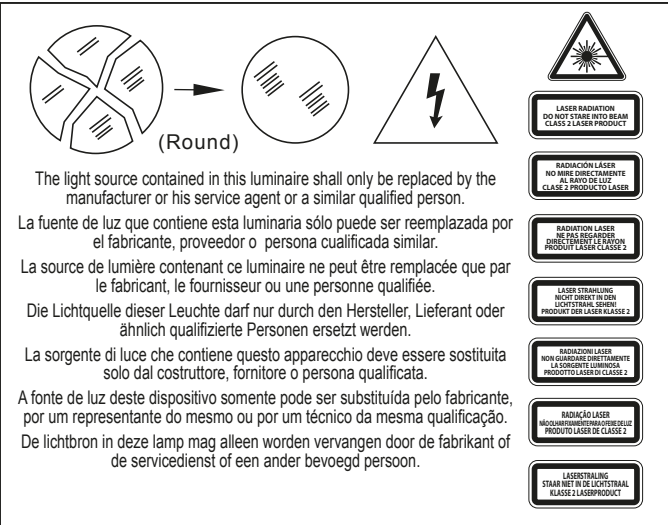 (Round)
The light source contained in this luminaire shall only be replaced by the
manufacturer or his service agent or a similar qualified person.
La fuente de luz que contiene esta luminaria sólo puede ser reemplazada por
el fabricante, proveedor o persona cualificada similar.
La source de lumière contenant ce luminaire ne peut être remplacée que par
le fabricant, le fournisseur ou une personne qualifiée.
Die Lichtquelle dieser Leuchte darf nur durch den Hersteller, Lieferant oder
ähnlich qualifizierte Personen ersetzt werden.
La sorgente di luce che contiene questo apparecchio deve essere sostituita
solo dal costruttore, fornitore o persona qualificata.
A fonte de luz deste dispositivo somente pode ser substituída pelo fabricante,
por um representante do mesmo ou por um técnico da mesma qualificação.
De lichtbron in deze lamp mag alleen worden vervangen door de fabrikant of
de servicedienst of een ander bevoegd persoon.
LASER RADIATION
DO NOT STARE INTO BEAM
CLASS 2 LASER PRODUCT
RADIACIÓN LÁSER
NO MIRE DIRECTAMENTE
AL RAYO DE LUZ
CLASE 2 PRODUCTO LASER
RADIATION LASER
NE PAS REGARDER
DIRECTEMENT LE RAYON
PRODUIT LASER CLASSE 2
LASER STRAHLUNG
NICHT DIREKT IN DEN
LICHTSTRAHL SEHEN!
PRODUKT DER LASER KLASSE 2
RADIAZIONI LASER
NON GUARDARE DIRETTAMENTE
LA SORGENTE LUMINOSA
PRODOTTO LASER DI CLASSE 2
RADIAÇÃO LASER
NÃO OLHAR FIXAMENTE PARA O FEIXE DE LUZ
PRODUTO LASER DE CLASSE 2
LASERSTRALING
STAAR NIET IN DE LICHTSTRAAL
KLASSE 2 LASERPRODUCT